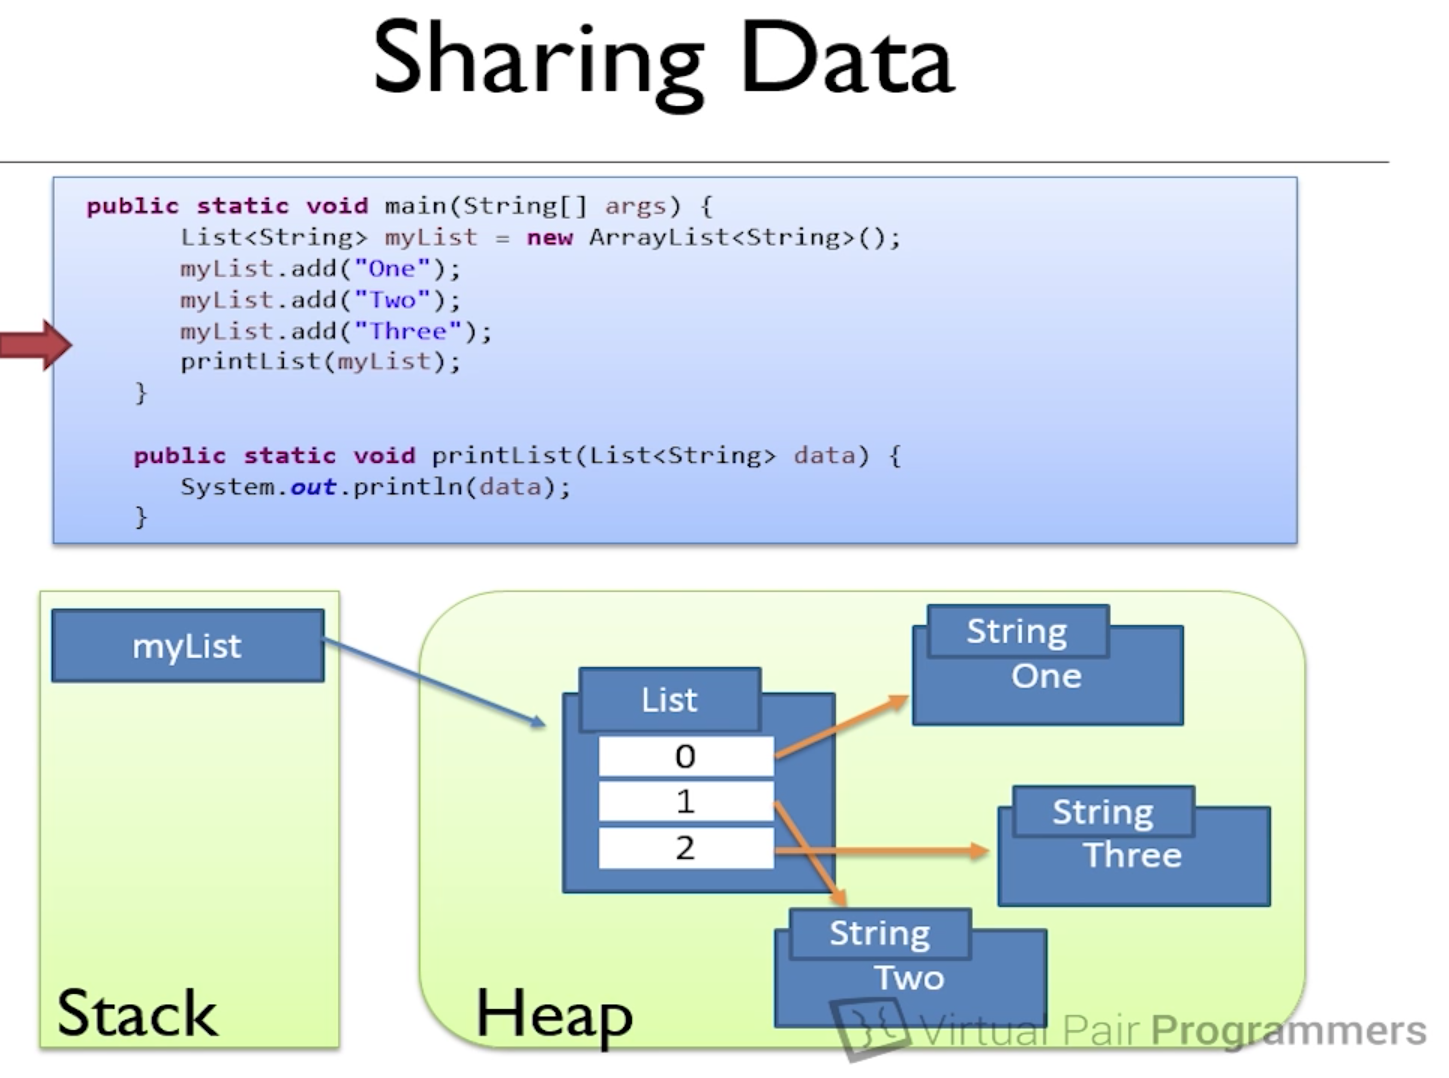 Sharing Data
public static void main(String[] args) {
List<String> myList = new ArrayList<String>();
myList.add("One");
myList.add("Two");
myList.add("Three");
printList(myList);
}
public static void printList(List<String> data) {
System.out.println(data);
}
myList
Stack
List
0
1
2
String
One
String
Three
String
Two
Heap
Virtual Pair Programmers